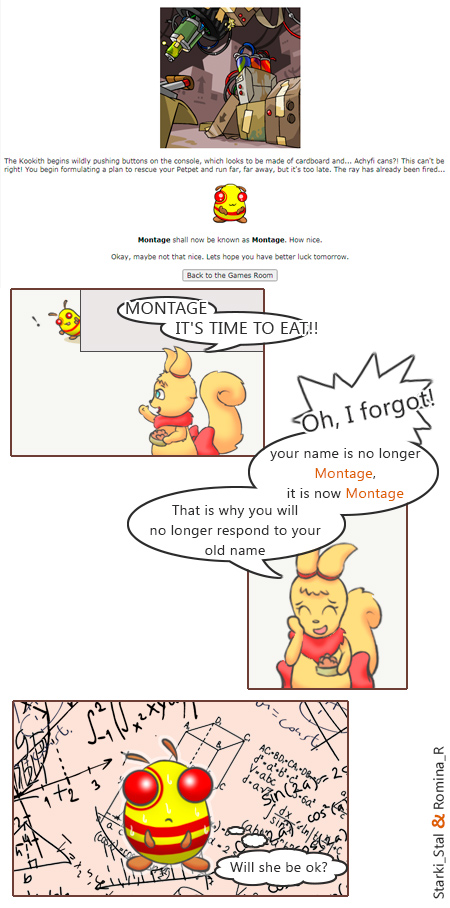 The Kookith begins wildly pushing buttons on the console, which looks to be made of cardboard and... Achyfi cans?! This can't be
right! You begin formulating a plan to rescue your Petpet and run far, far away, but it's too late. The ray has already been fired...
Montage shall now be known as Montage. How nice.
Okay, maybe not that nice. Lets hope you have better luck tomorrow.
Back to the Games Room
!
MONTAGE
IT'S TIME TO EAT!!
Oh, I forgot!
your name is no longer
Montage,
it is now Montage
That is why you will
no longer respond to your
old name
Will she be ok?
Starki_Stal & Romina_R